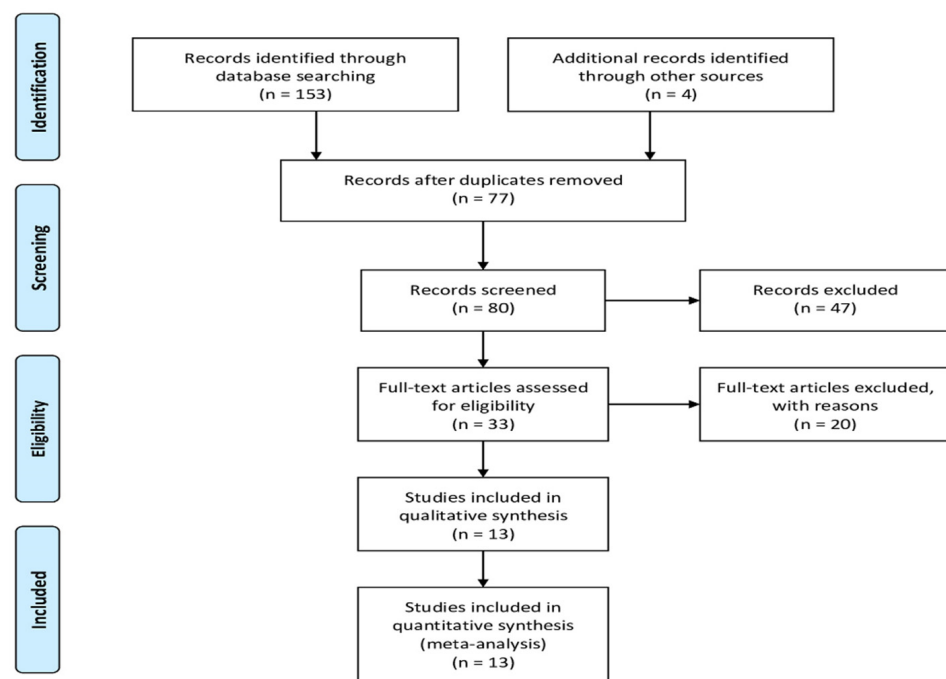 Identification
Records identified through
database searching
(n = 153)
Additional records identified
through other sources
(n = 4)
Records after duplicates removed
(n = 77)
Screening
Records screened
(n = 80)
Records excluded
(n = 47)
Eligibility
Full-text articles assessed
for eligibility
(n = 33)
Full-text articles excluded,
with reasons
(n = 20)
Studies included in
qualitative synthesis
(n = 13)
Included
Studies included in
quantitative synthesis
(meta-analysis)
(n = 13)